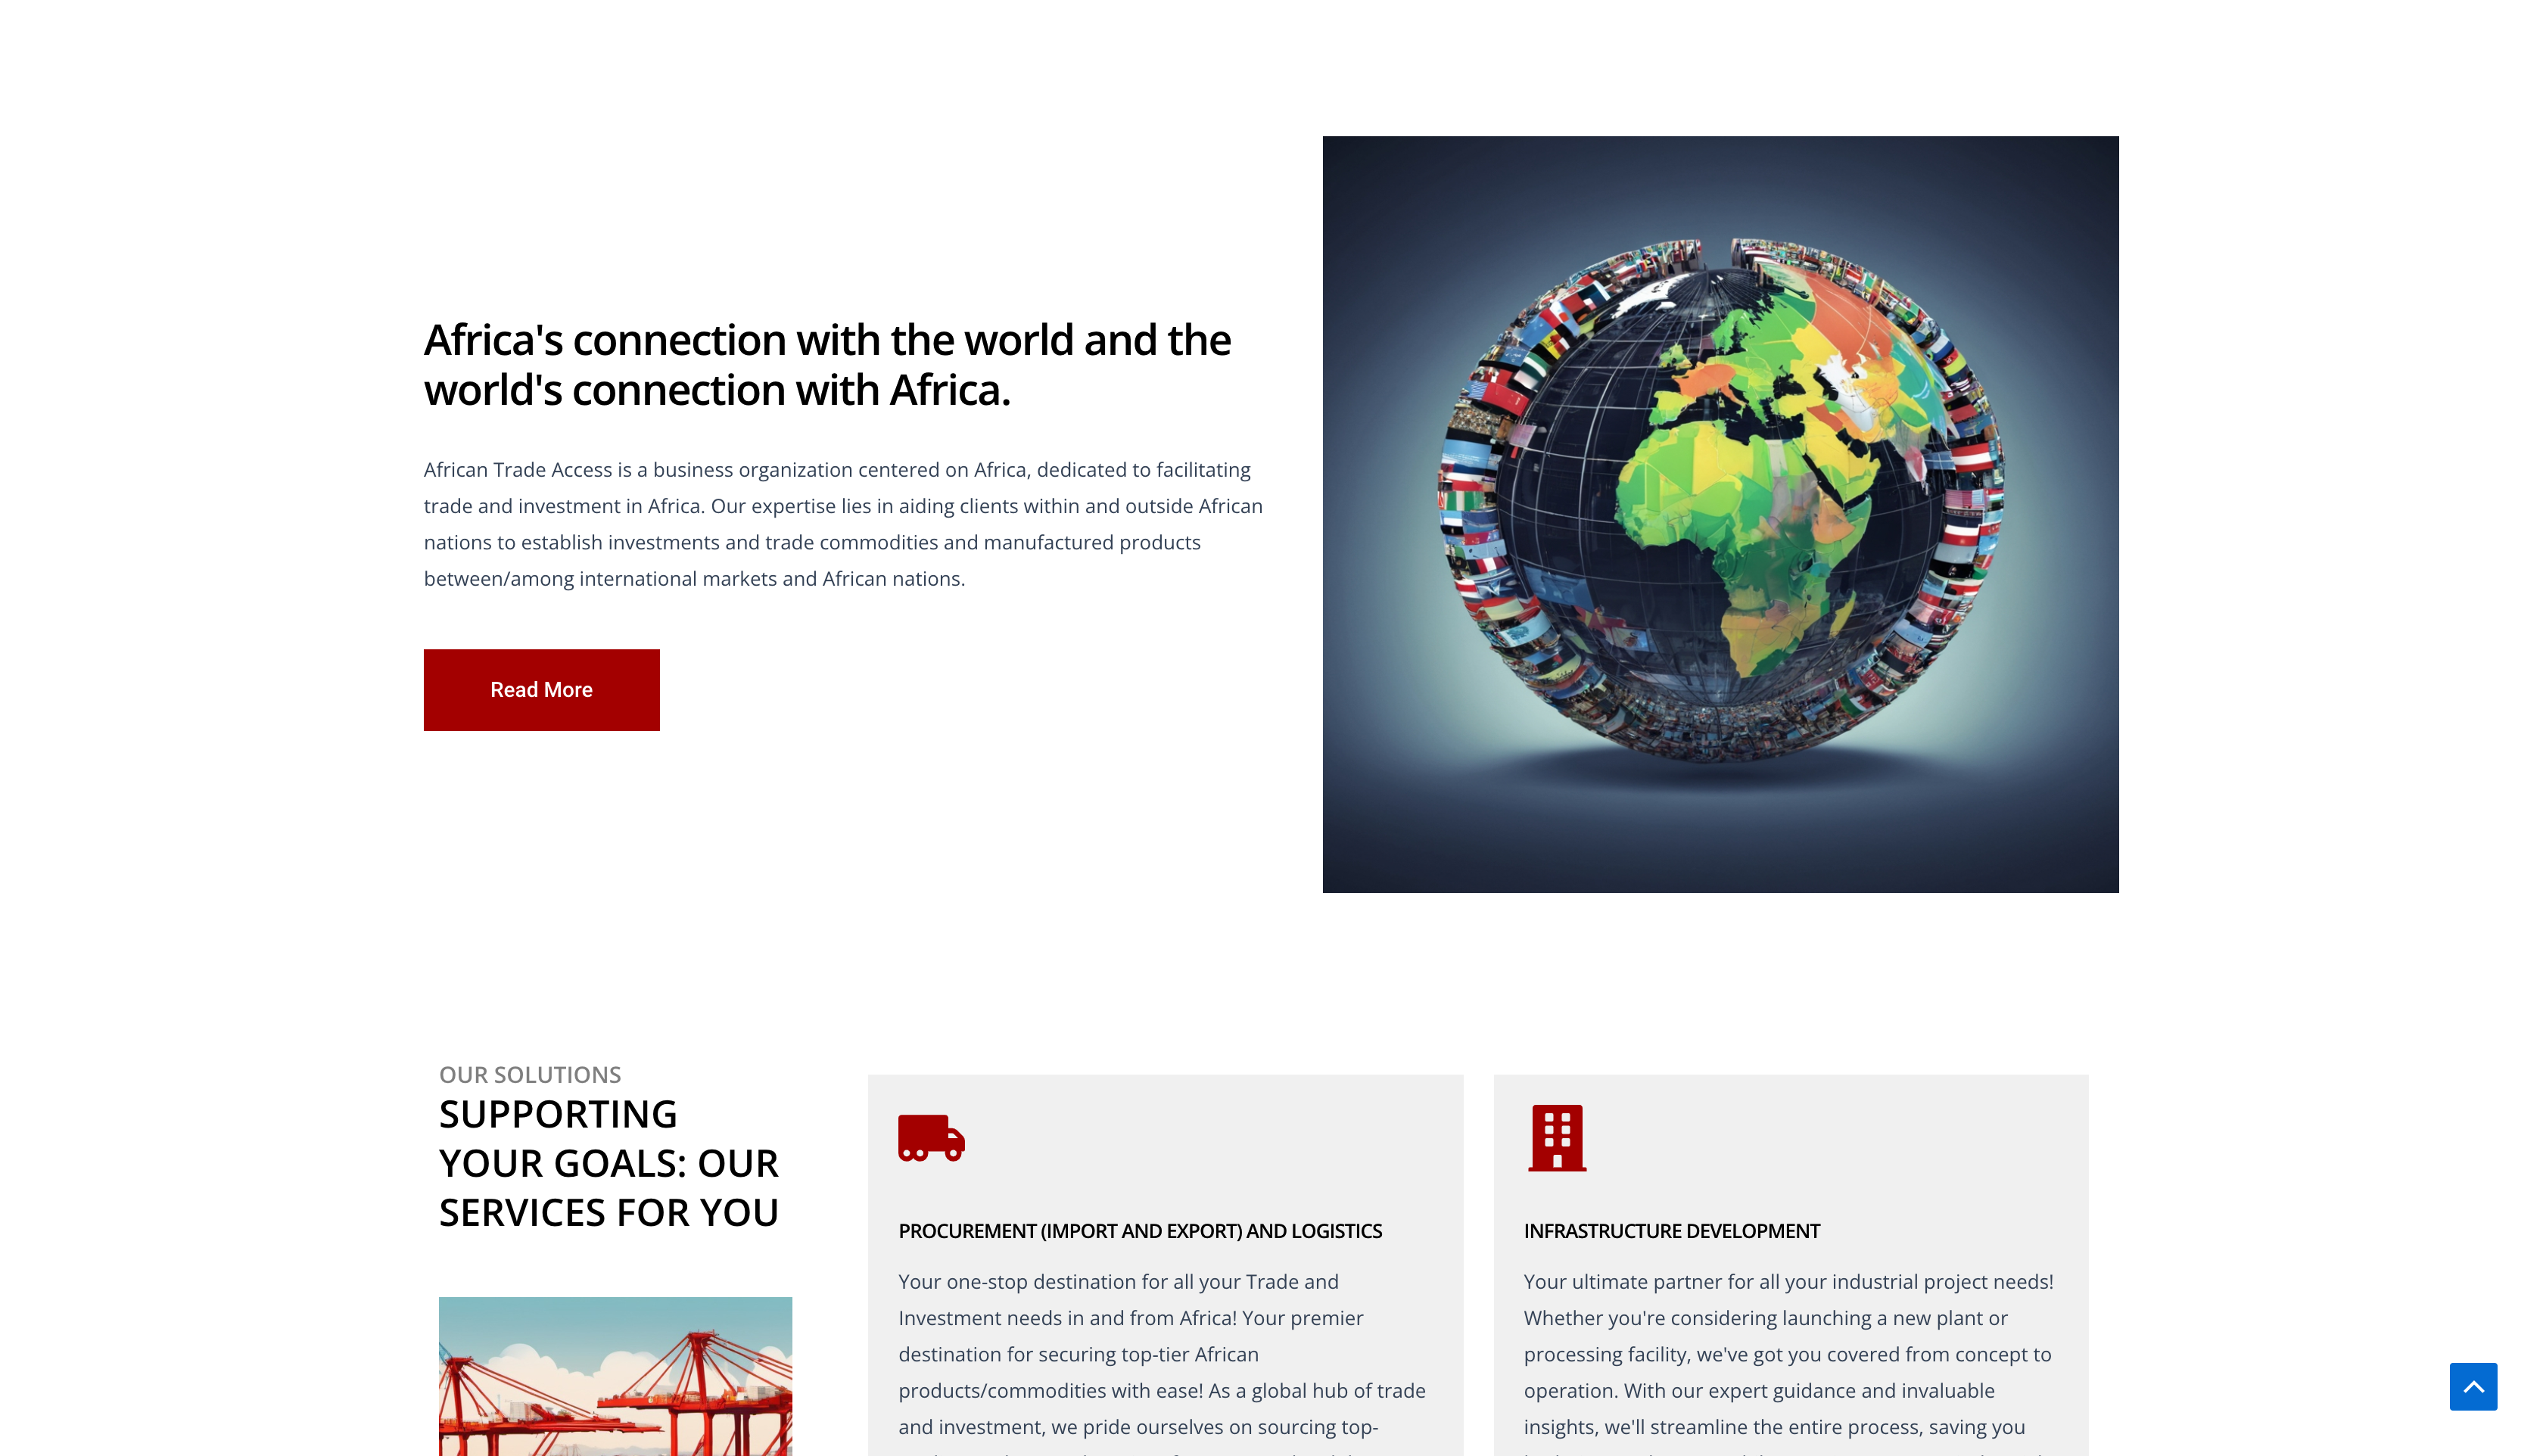 Africa's connection with the world and the
world's connection with Africa.
African Trade Access is a business organization centered on Africa, dedicated to facilitating
trade and investment in Africa. Our expertise lies in aiding clients within and outside African
nations to establish investments and trade commodities and manufactured products
between/among international markets and African nations.
Read More
OUR SOLUTIONS
SUPPORTING
YOUR GOALS: OUR
SERVICES FOR YOU
PROCUREMENT (IMPORT AND EXPORT) AND LOGISTICS
Your one-stop destination for all your Trade and
Investment needs in and from Africa! Your premier
destination for securing top-tier African
products/commodities with ease! As a global hub of trade
and investment, we pride ourselves on sourcing top-
INFRASTRUCTURE DEVELOPMENT
Your ultimate partner for all your industrial project needs!
Whether you're considering launching a new plant or
processing facility, we've got you covered from concept to
operation. With our expert guidance and invaluable
insights, we'll streamline the entire process, saving you